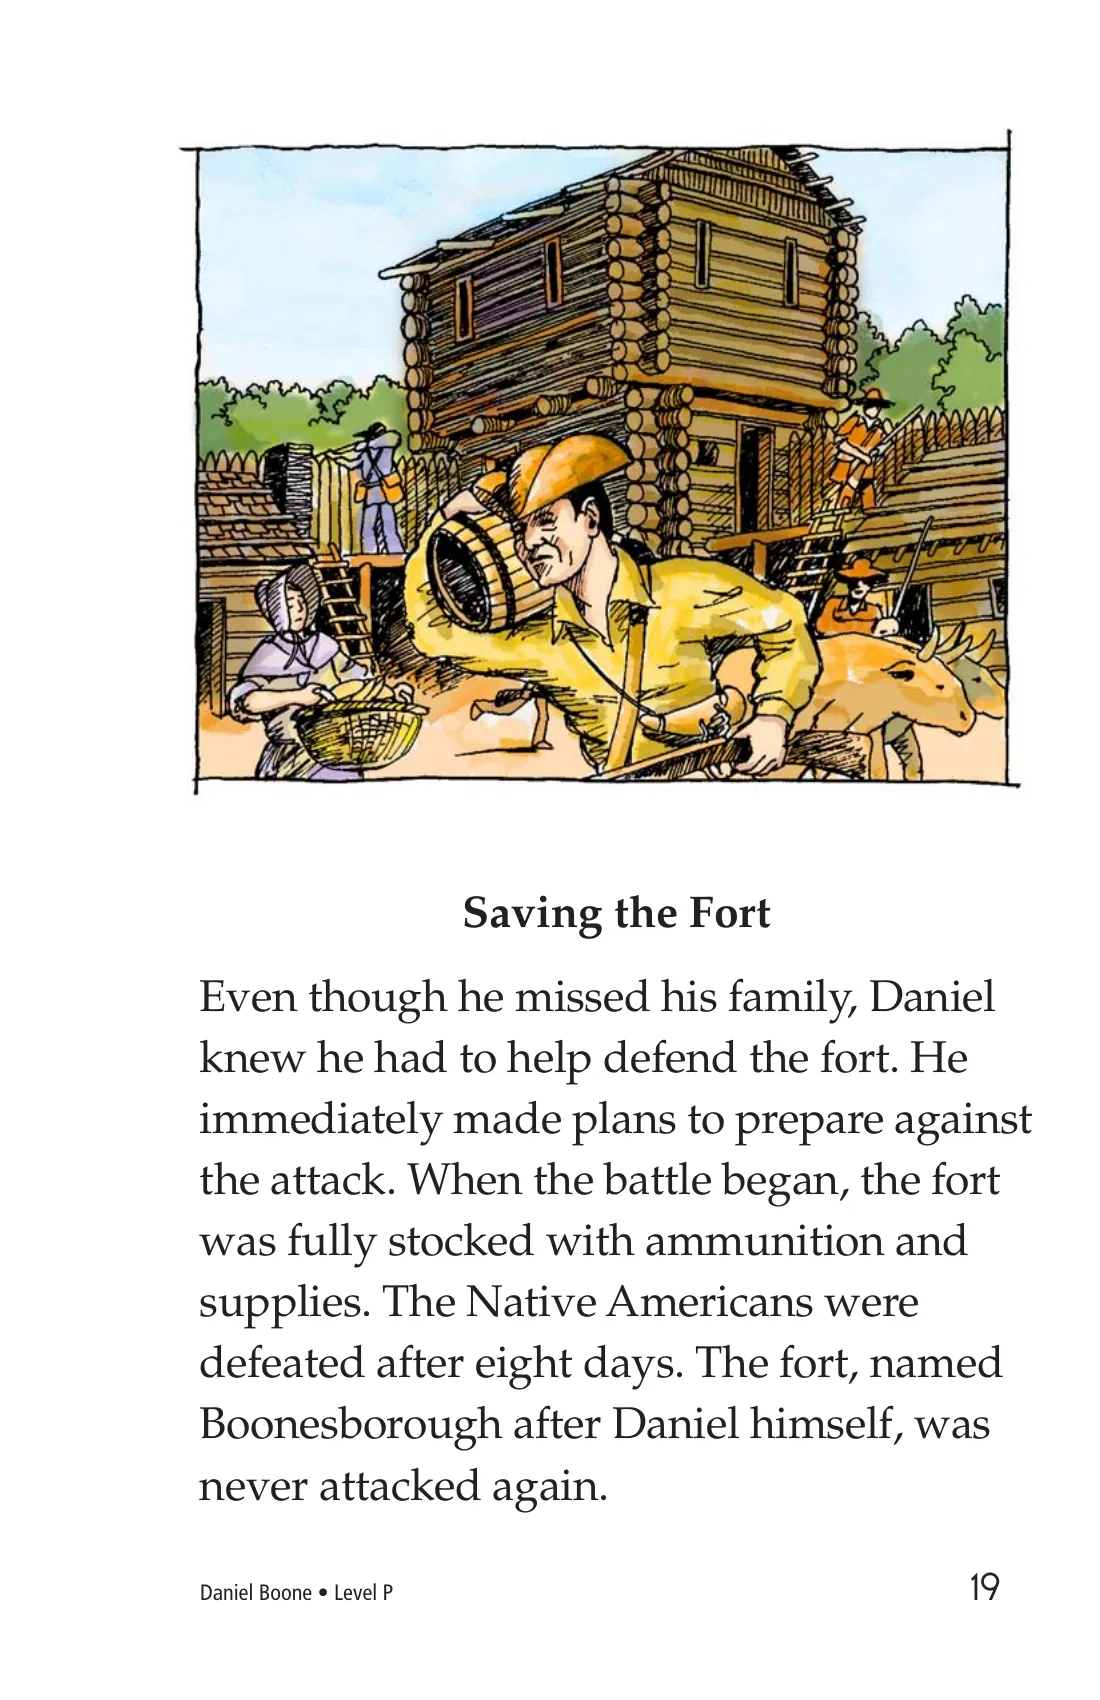 Saving the Fort
Even though he missed his family, Daniel
knew he had to help defend the fort. He
immediately made plans to prepare against
the attack. When the battle began, the fort
was fully stocked with ammunition and
supplies. The Native Americans were
defeated after eight days. The fort, named
Boonesborough after Daniel himself, was
never attacked again.
Daniel Boone • Level P
19